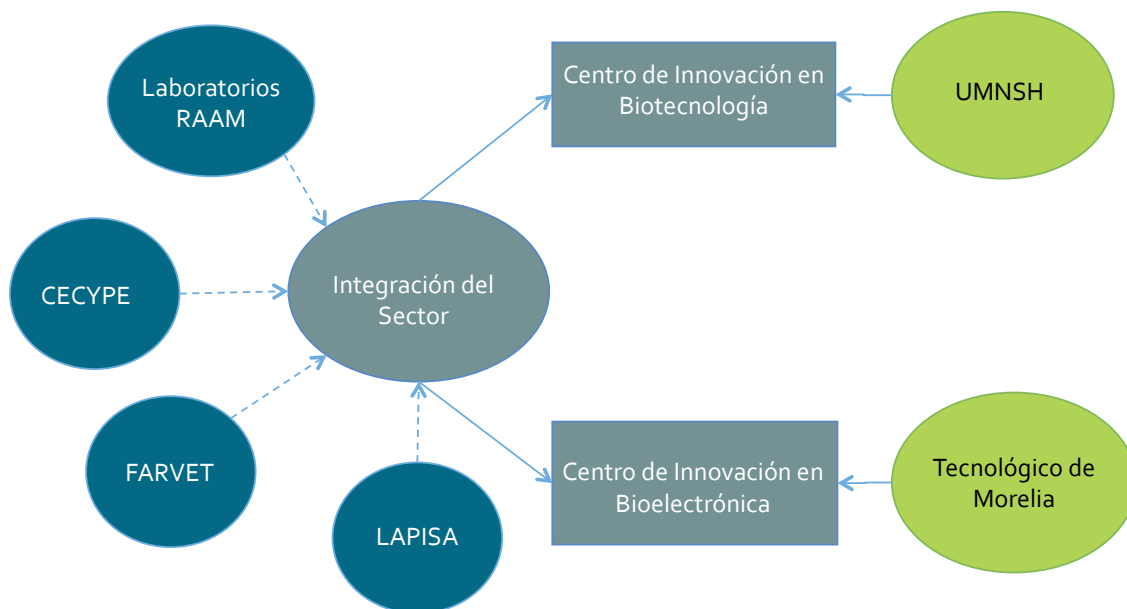 Laboratorios
RAAM
Centro de Innovación en
Biotecnología
UMNSH
CECYPE
Integración del
Sector
FARVET
LAPISA
Centro de Innovación en
Bioelectrónica
Tecnológico de
Morelia